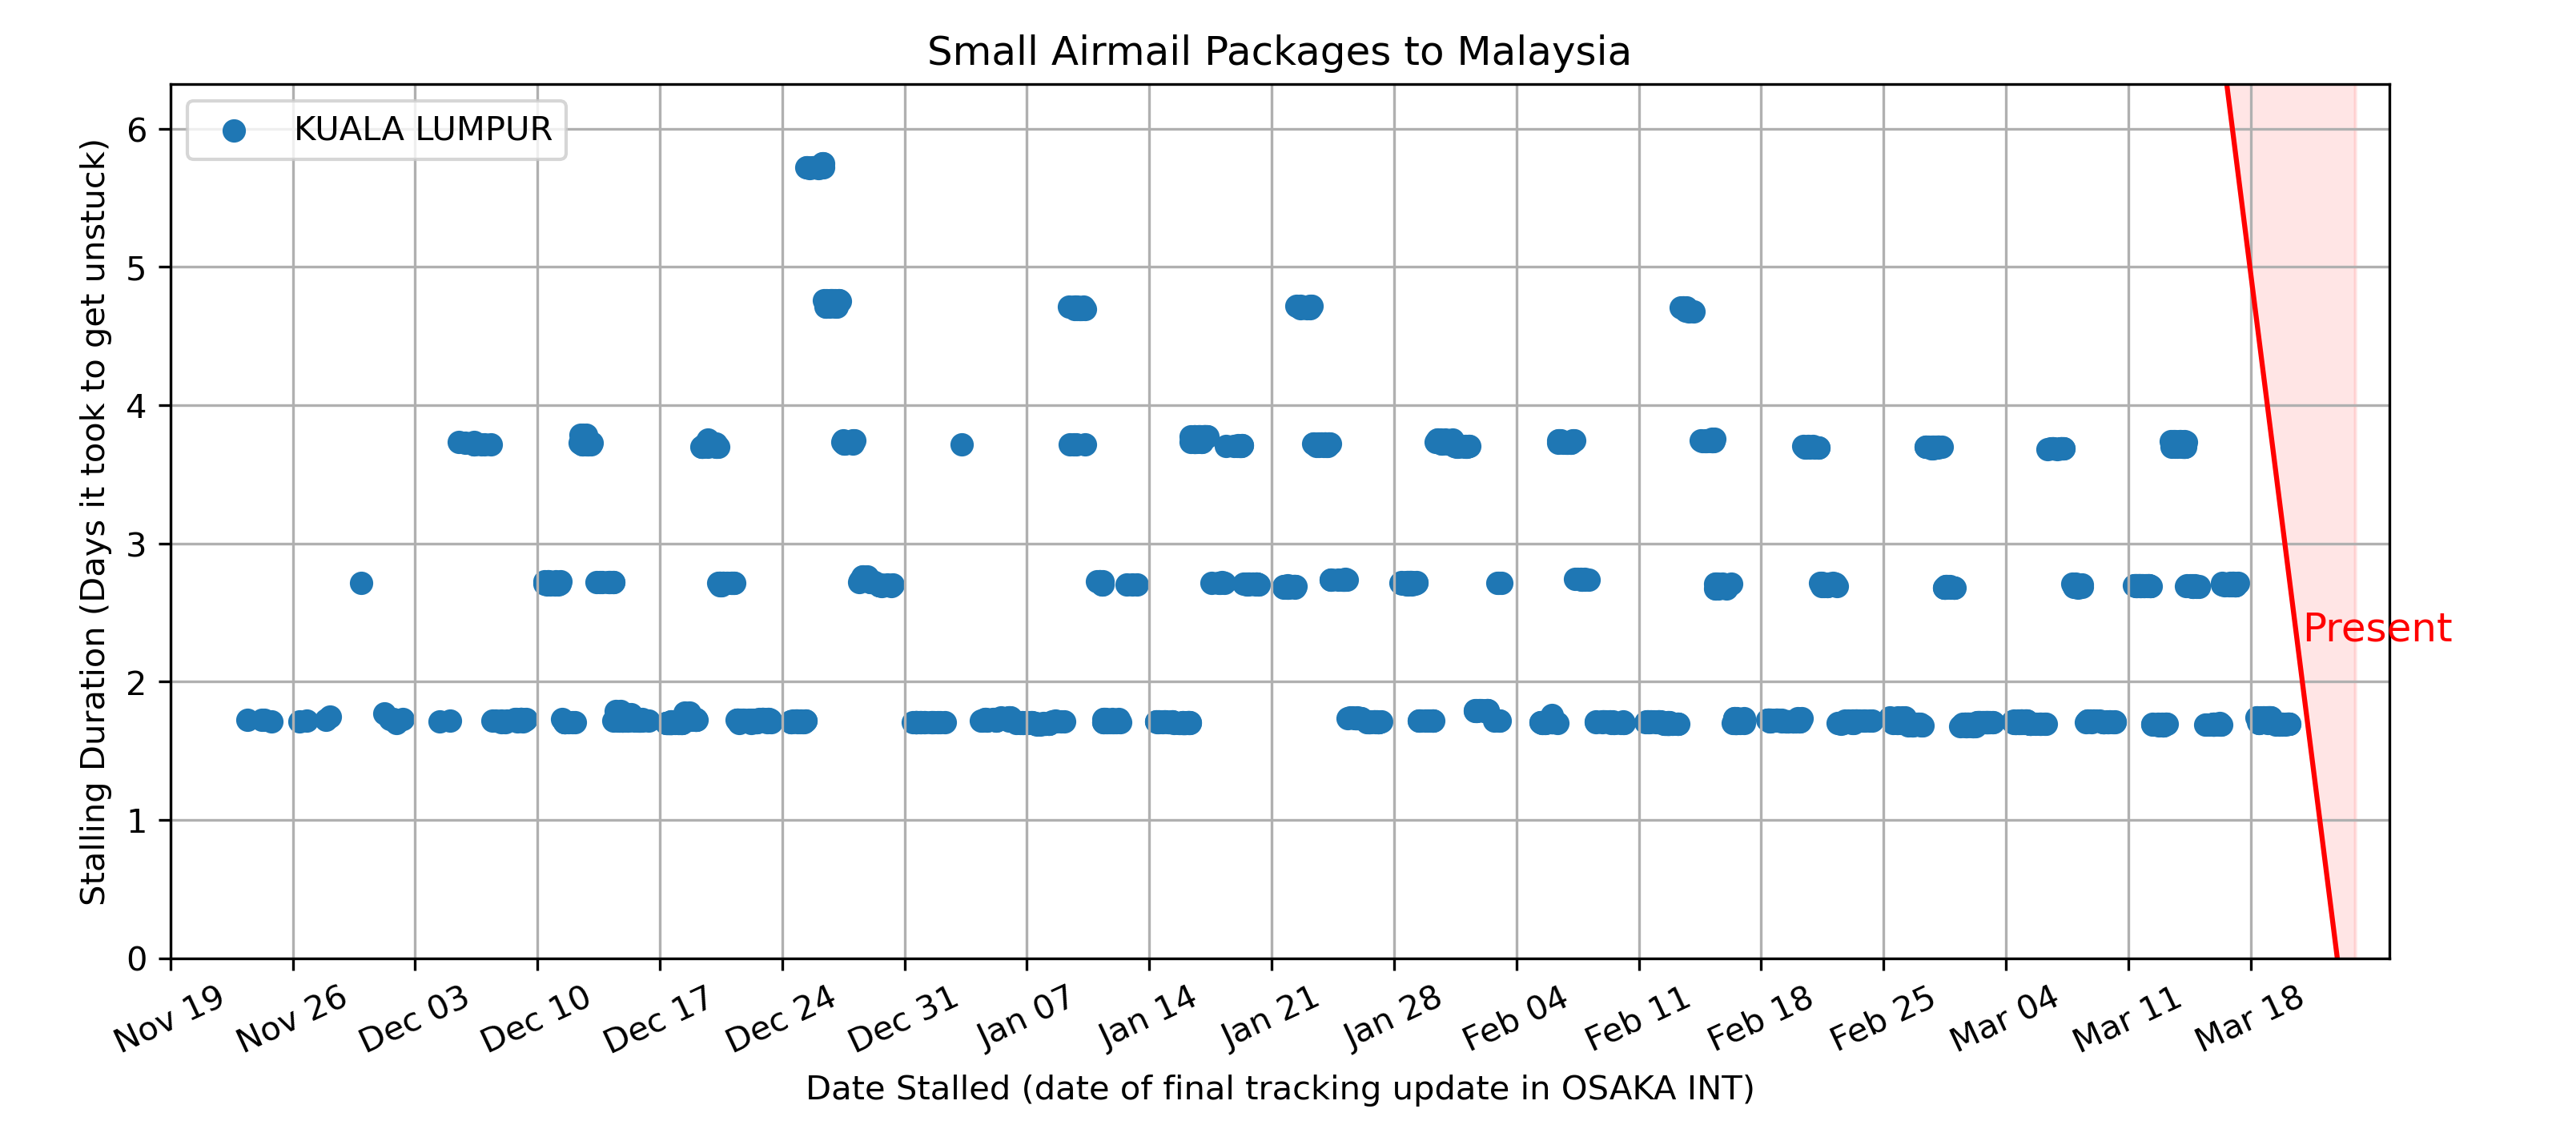 Small Airmail Packages to Malaysia
KUALA LUMPUR
Stalling Duration (Days it took to get unstuck)
6
5
4
3
2
1
0
Present
Nov 19
Nov 26
Dec 03
Dec 10
Dec 17
Dec 24
Dec 31
Jan 07
Jan 14
Jan 21
Jan 28
Feb 04
Feb 11
Feb 18
Feb 25
Mar 04
Mar 11
Mar 18
Date Stalled (date of final tracking update in OSAKA INT)